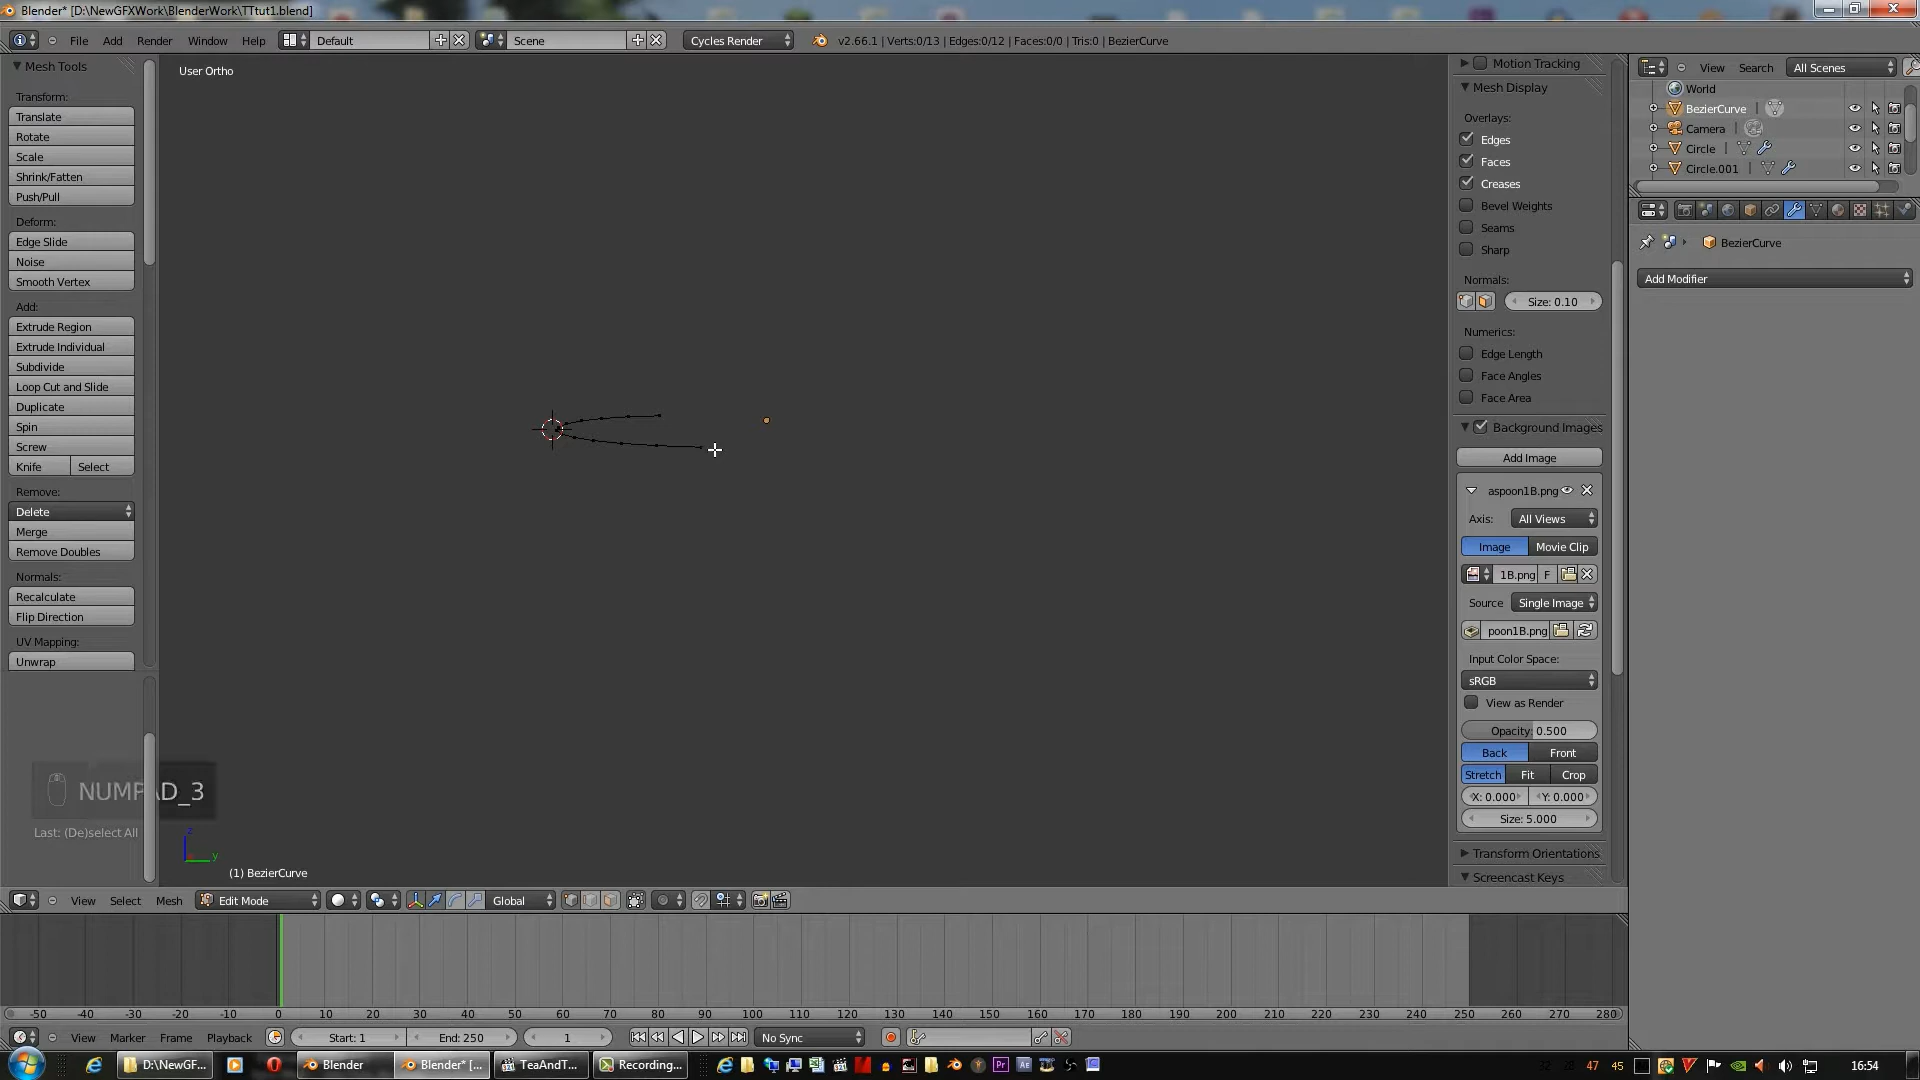 Blender* [D:\NewGFXWork\BlenderWork\TTtut1.blend]
File Add Render Window Help Default Scene Cycles Render v2.66.1 | Verts:0/13 | Edges:0/12 | Faces:0/0 | Tris:0 | BezierCurve
Mesh Tools
Transform:
Translate
Rotate
Scale
Shrink/Fatten
Push/Pull
Deform:
Edge Slide
Noise
Smooth Vertex
Add:
Extrude Region
Extrude Individual
Subdivide
Loop Cut and Slide
Duplicate
Spin
Screw
Knife Select
Remove:
Delete
Merge
Remove Doubles
Normals:
Recalculate
Flip Direction
UV Mapping:
Unwrap
NUMPAD_3
Last: (De)select All
User Ortho
z
y
(1) BezierCurve
Motion Tracking
Mesh Display
Overlays:
Edges
Faces
Creases
Bevel Weights
Seams
Sharp
Normals:
Size: 0.10
Numerics:
Edge Length
Face Angles
Face Area
Background Images
Add Image
aspoon1B.png
Axis: All Views
Image Movie Clip
1B.png F
Source Single Image
poon1B.png
Input Color Space:
sRGB
View as Render
Opacity: 0.500
Back Front
Stretch Fit Crop
X: 0.000 Y: 0.000
Size: 5.000
Transform Orientations
Screencast Keys
View Search All Scenes
World
BezierCurve
Camera
Circle
Circle.001
BezierCurve
Add Modifier
View Select Mesh Edit Mode Global
-50 -40 -30 -20 -10 0 10 20 30 40 50 60 70 80 90 100 110 120 130 140 150 160 170 180 190 200 210 220 230 240 250 260 270 280
View Marker Frame Playback Start: 1 End: 250 1 No Sync
D:\NewGF... Blender Blender* [... TeaAndT... Recording... 47 45 16:54